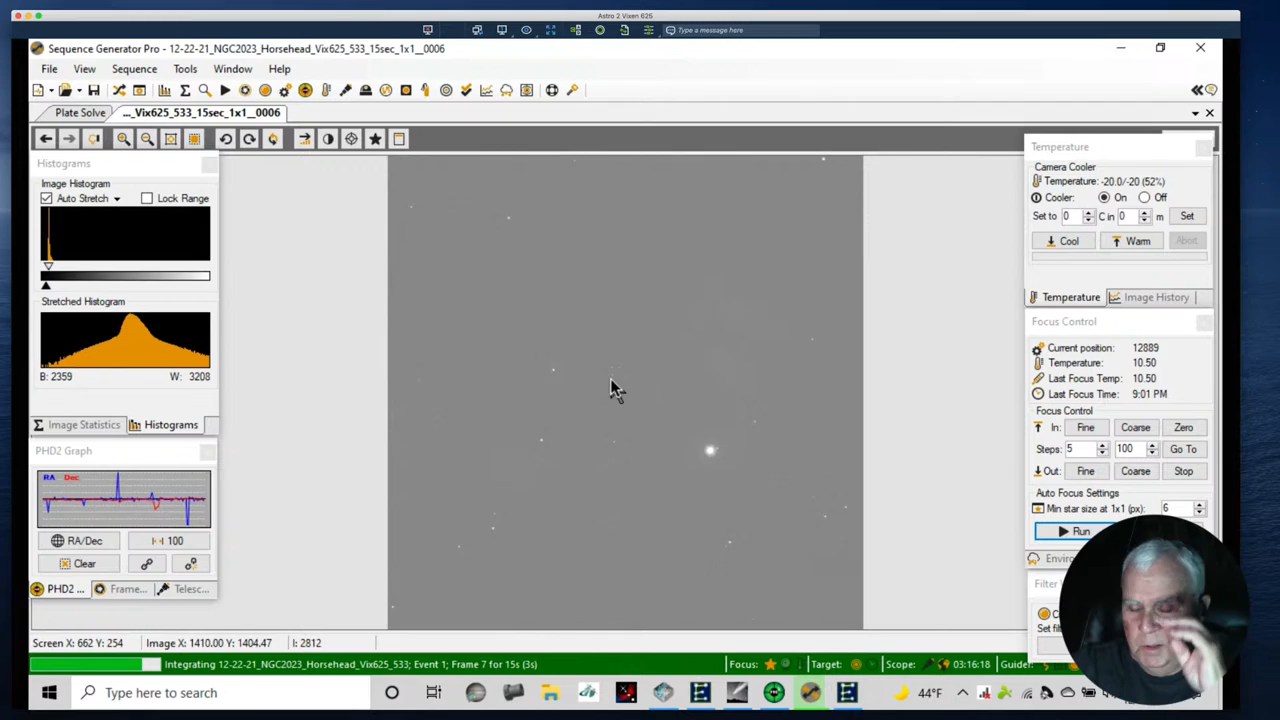 Astro 2 Vixen 625
Type a message here
Sequence Generator Pro - 12-22-21_NGC2023_Horsehead_Vix625_533_15sec_1x1__0006
File View Sequence Tools Window Help
Plate Solve ..._Vix625_533_15sec_1x1__0006
Histograms
Image Histogram
Auto Stretch Lock Range
Stretched Histogram
B: 2359 W: 3208
Image Statistics Histograms
PHD2 Graph
RA - Dec
RA/Dec 100
Clear
PHD2 ... Frame... Telesc...
Temperature
Camera Cooler
Temperature: -20.0/-20 (52%)
Cooler: On Off
Set to 0 C in 0 m Set
Cool Warm Abort
Temperature Image History
Focus Control
Current position: 12889
Temperature: 10.50
Last Focus Temp: 10.50
Last Focus Time: 9:01 PM
Focus Control
In: Fine Coarse Zero
Steps: 5 100 Go To
Out: Fine Coarse Stop
Auto Focus Settings
Min star size at 1x1 (px): 6
Run
Screen X: 662 Y: 254 Image X: 1410.00 Y: 1404.47 I: 2812
Integrating 12-22-21_NGC2023_Horsehead_Vix625_533; Event 1; Frame 7 for 15s (3s) Focus: Target: Scope: 03:16:18 Guider:
Type here to search 44°F